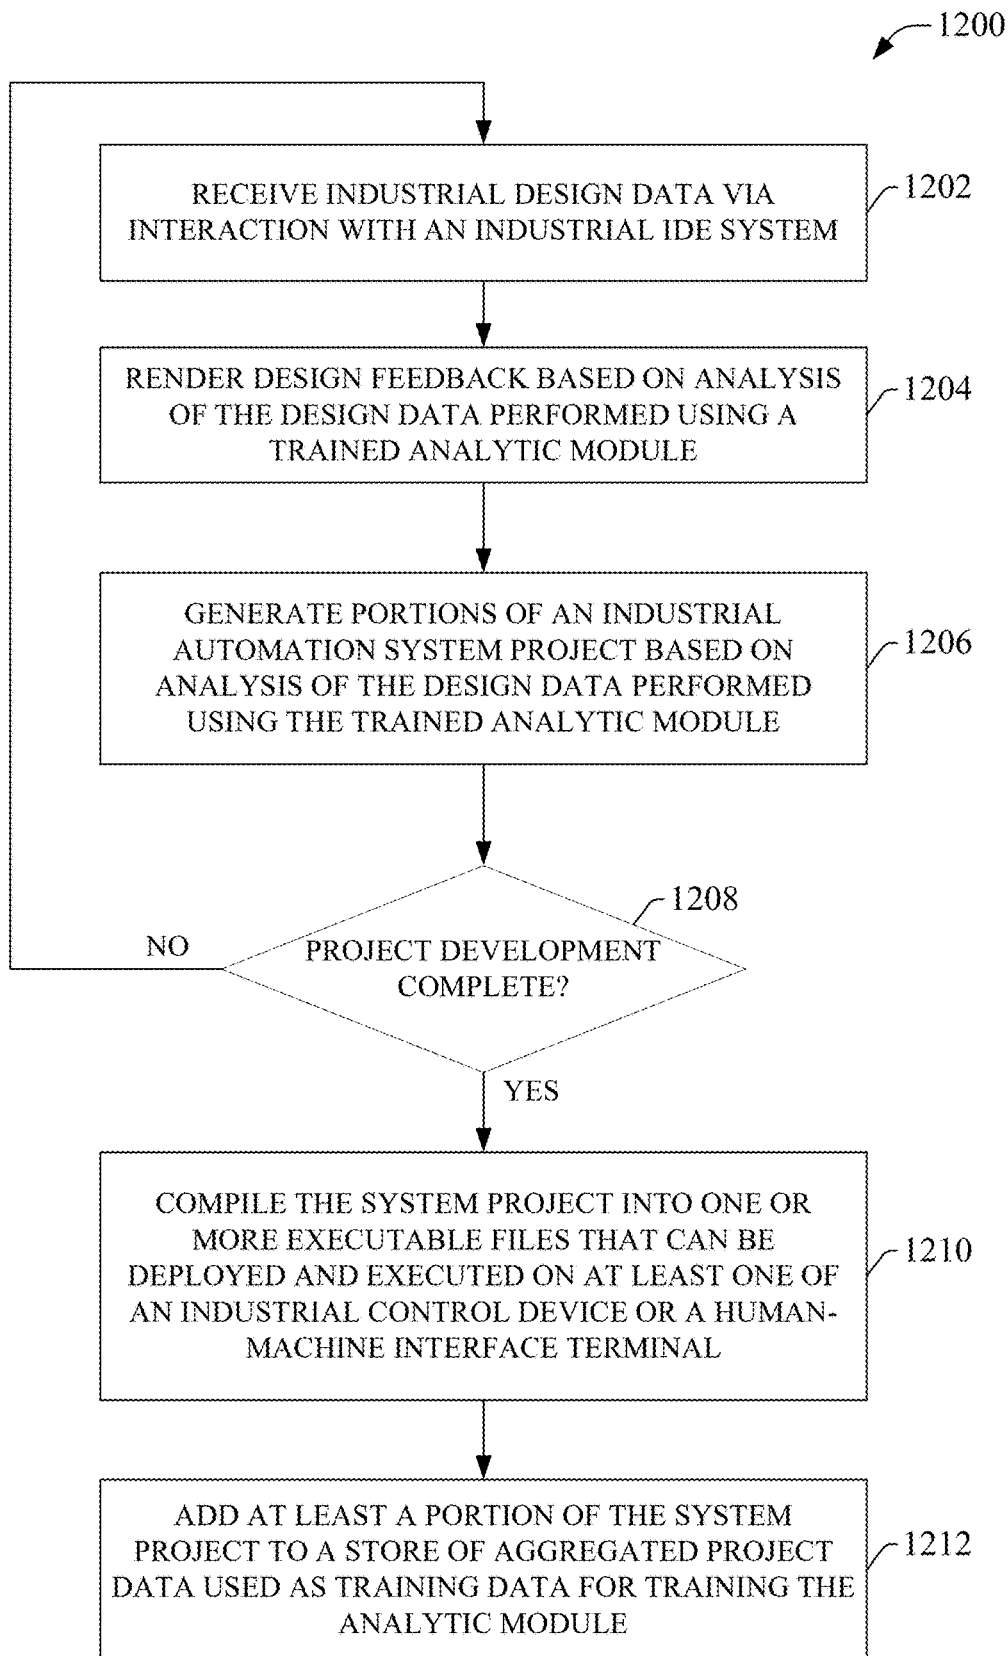 1200
RECEIVE INDUSTRIAL DESIGN DATA VIA
INTERACTION WITH AN INDUSTRIAL IDE SYSTEM
1202
RENDER DESIGN FEEDBACK BASED ON ANALYSIS
OF THE DESIGN DATA PERFORMED USING A
TRAINED ANALYTIC MODULE
1204
GENERATE PORTIONS OF AN INDUSTRIAL
AUTOMATION SYSTEM PROJECT BASED ON
ANALYSIS OF THE DESIGN DATA PERFORMED
USING THE TRAINED ANALYTIC MODULE
1206
1208
NO
PROJECT DEVELOPMENT
COMPLETE?
YES
COMPILE THE SYSTEM PROJECT INTO ONE OR
MORE EXECUTABLE FILES THAT CAN BE
DEPLOYED AND EXECUTED ON AT LEAST ONE OF
AN INDUSTRIAL CONTROL DEVICE OR A HUMAN-
MACHINE INTERFACE TERMINAL
1210
ADD AT LEAST A PORTION OF THE SYSTEM
PROJECT TO A STORE OF AGGREGATED PROJECT
DATA USED AS TRAINING DATA FOR TRAINING THE
ANALYTIC MODULE
1212